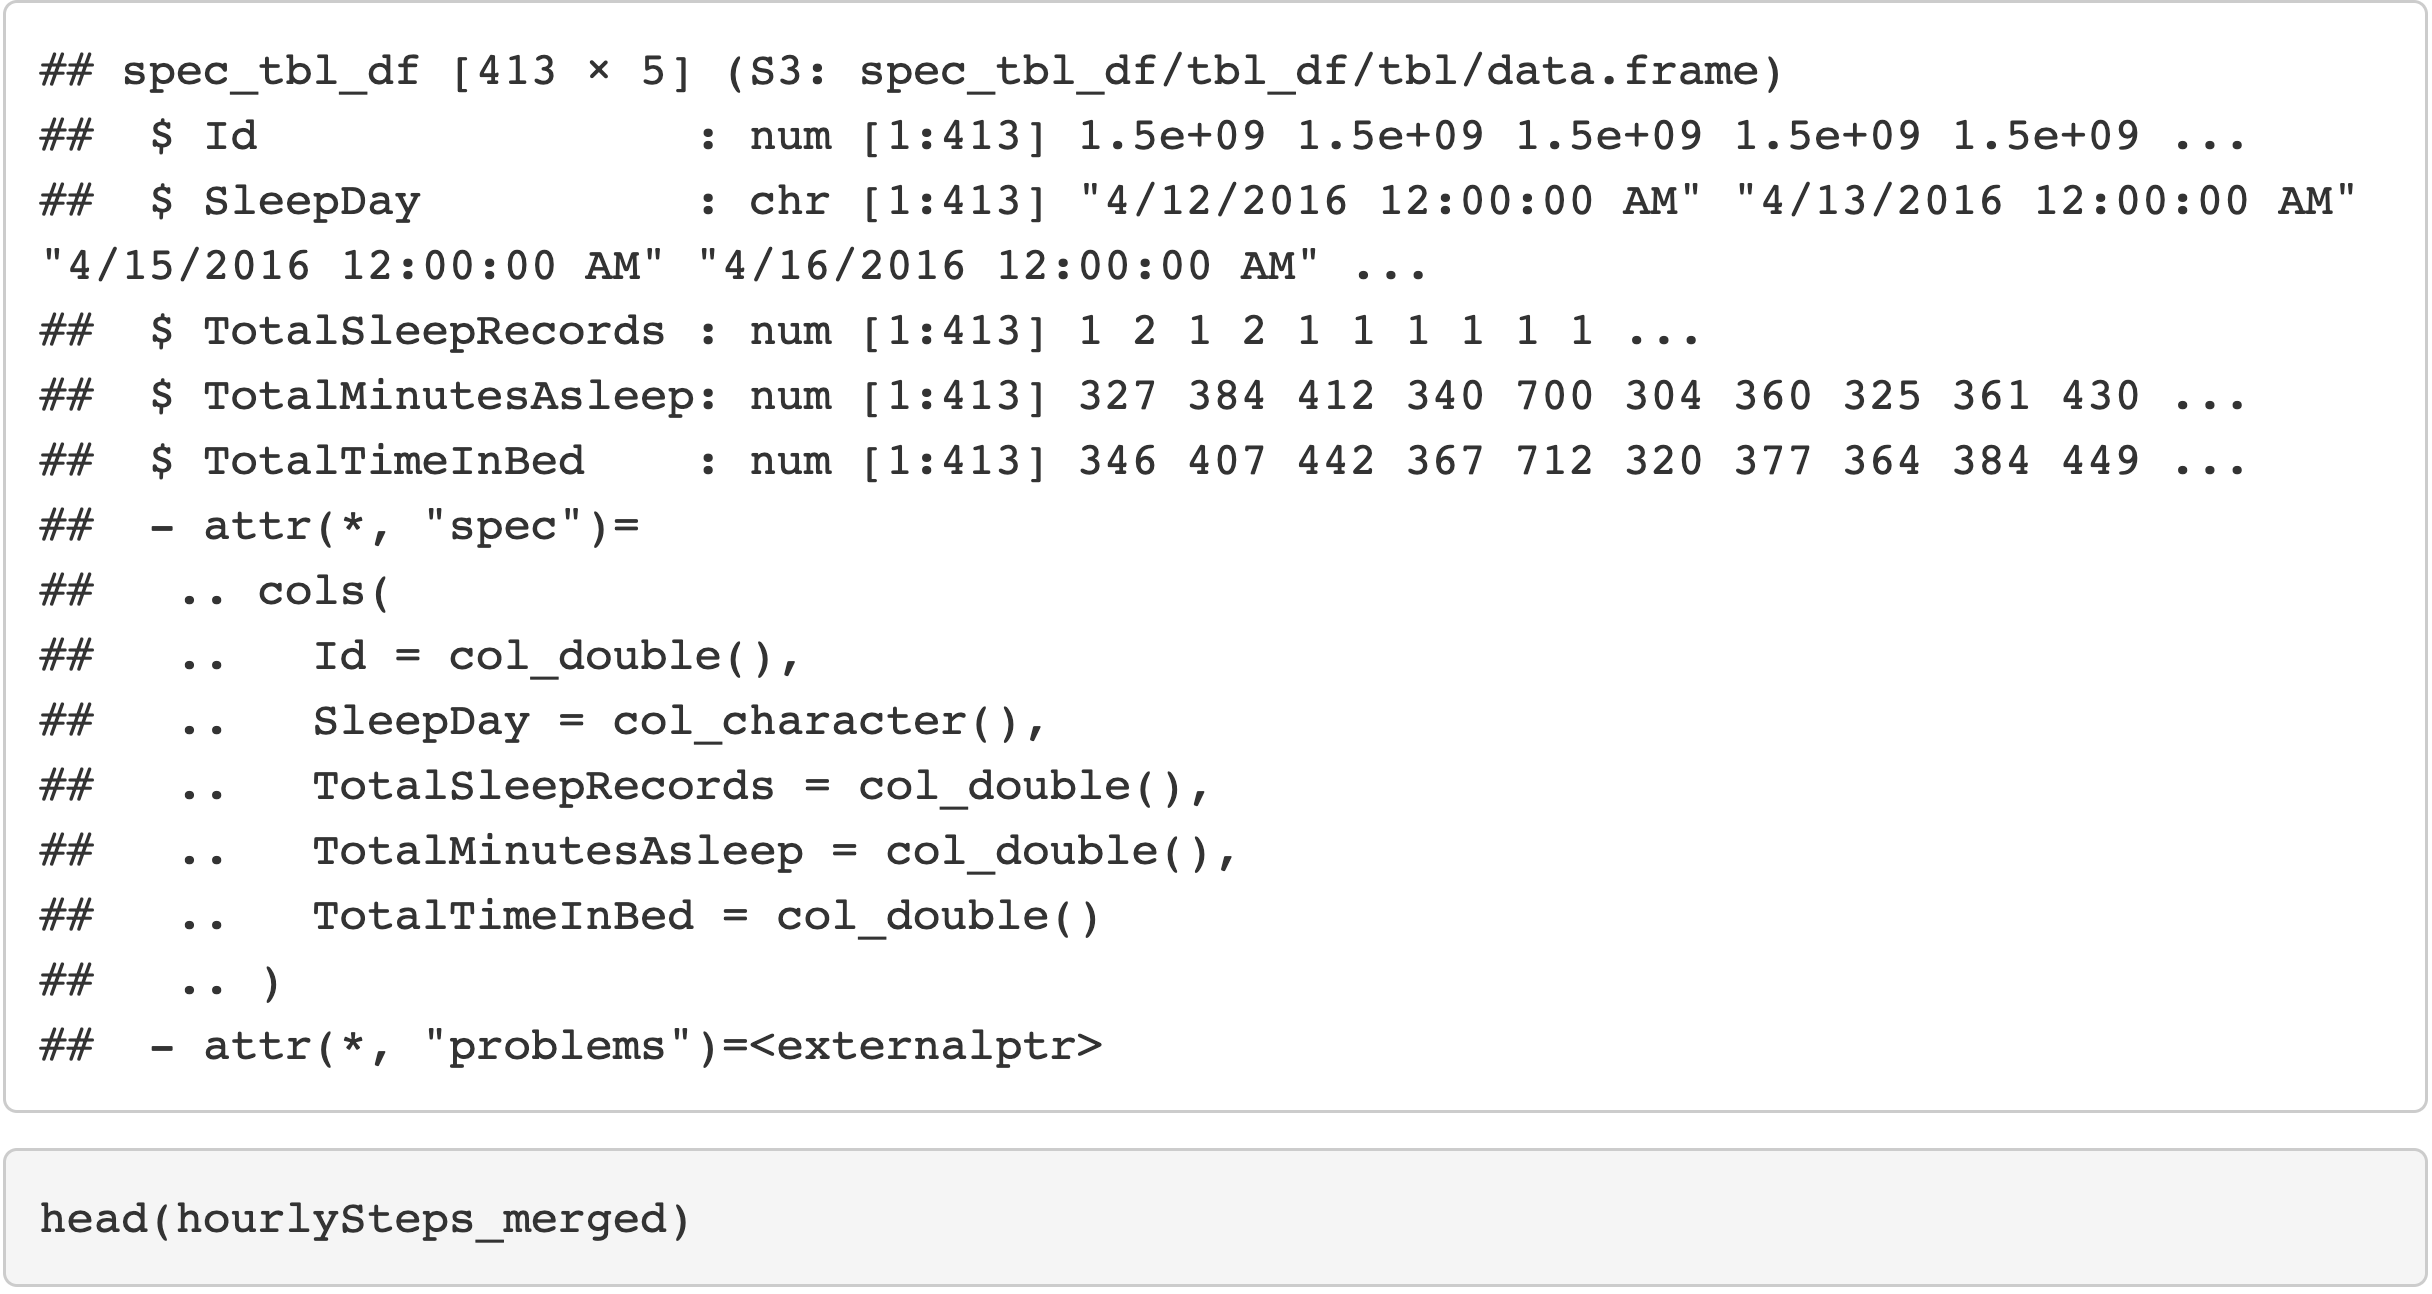 ## spec_tbl_df [413 × 5] (S3: spec_tbl_df/tbl_df/tbl/data.frame)
##  $ Id                : num [1:413] 1.5e+09 1.5e+09 1.5e+09 1.5e+09 1.5e+09 ...
##  $ SleepDay          : chr [1:413] "4/12/2016 12:00:00 AM" "4/13/2016 12:00:00 AM"
"4/15/2016 12:00:00 AM" "4/16/2016 12:00:00 AM" ...
##  $ TotalSleepRecords : num [1:413] 1 2 1 2 1 1 1 1 1 1 ...
##  $ TotalMinutesAsleep: num [1:413] 327 384 412 340 700 304 360 325 361 430 ...
##  $ TotalTimeInBed    : num [1:413] 346 407 442 367 712 320 377 364 384 449 ...
##  - attr(*, "spec")=
##   .. cols(
##   ..   Id = col_double(),
##   ..   SleepDay = col_character(),
##   ..   TotalSleepRecords = col_double(),
##   ..   TotalMinutesAsleep = col_double(),
##   ..   TotalTimeInBed = col_double()
##   .. )
##  - attr(*, "problems")=<externalptr>
head(hourlySteps_merged)